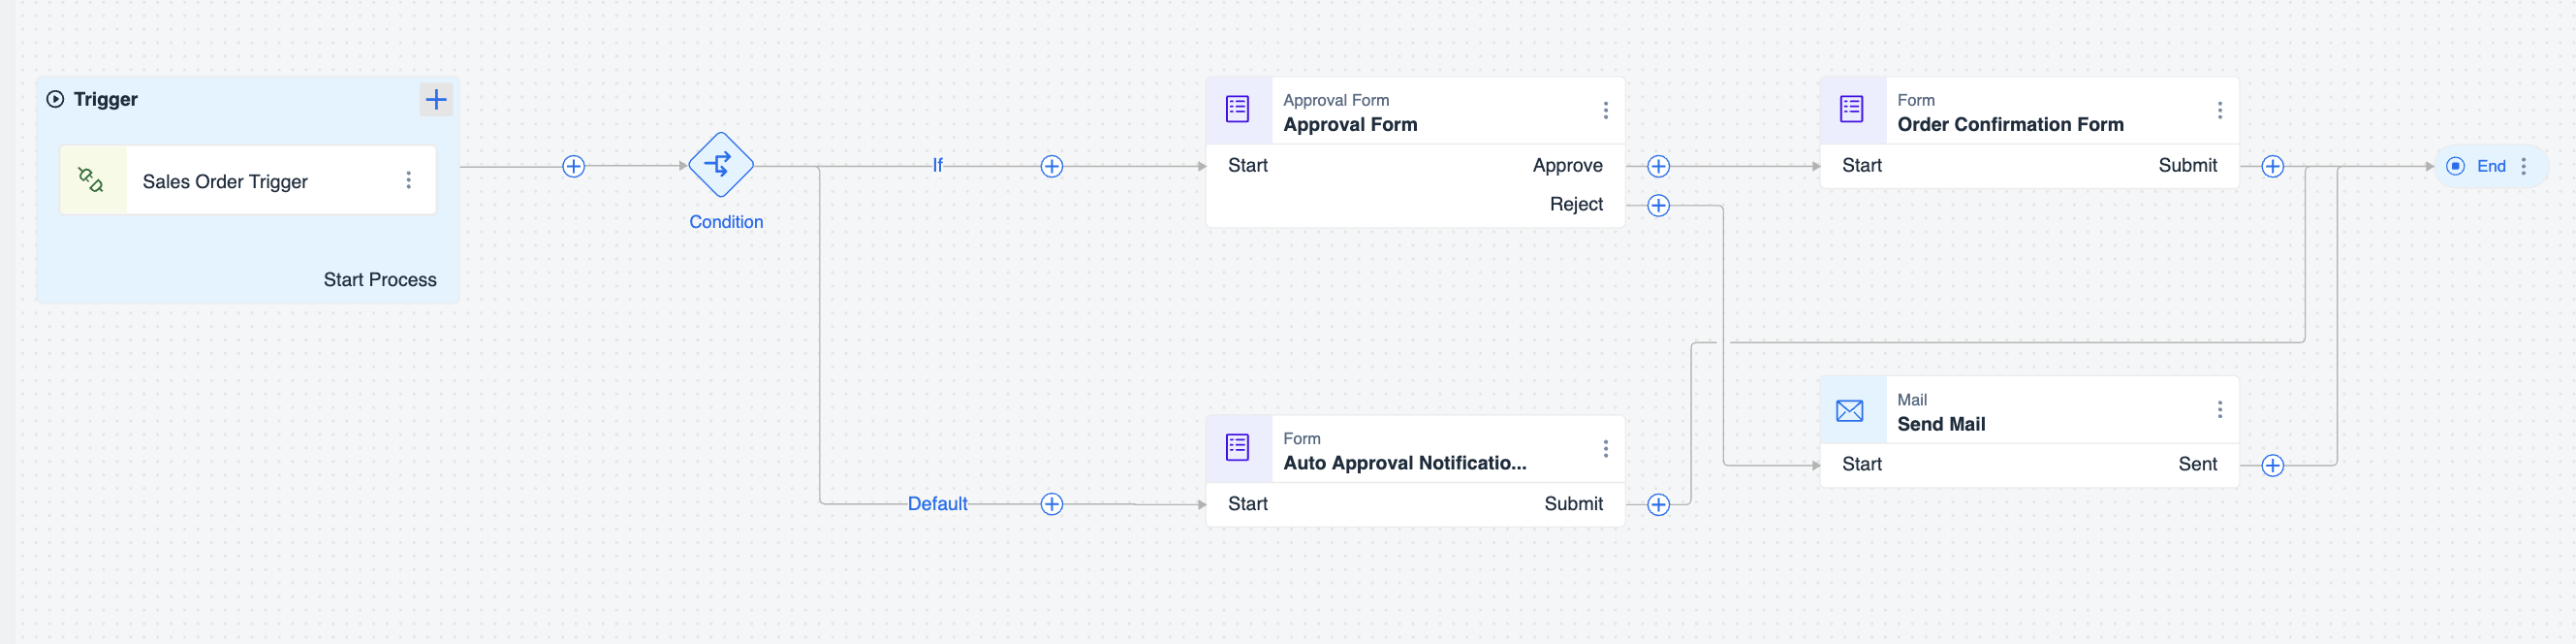 Trigger
Sales Order Trigger
Start Process
Condition
If
Default
Approval Form
Approval Form
Start
Approve
Reject
Form
Auto Approval Notificatio...
Start
Submit
Form
Order Confirmation Form
Start
Submit
Mail
Send Mail
Start
Sent
End